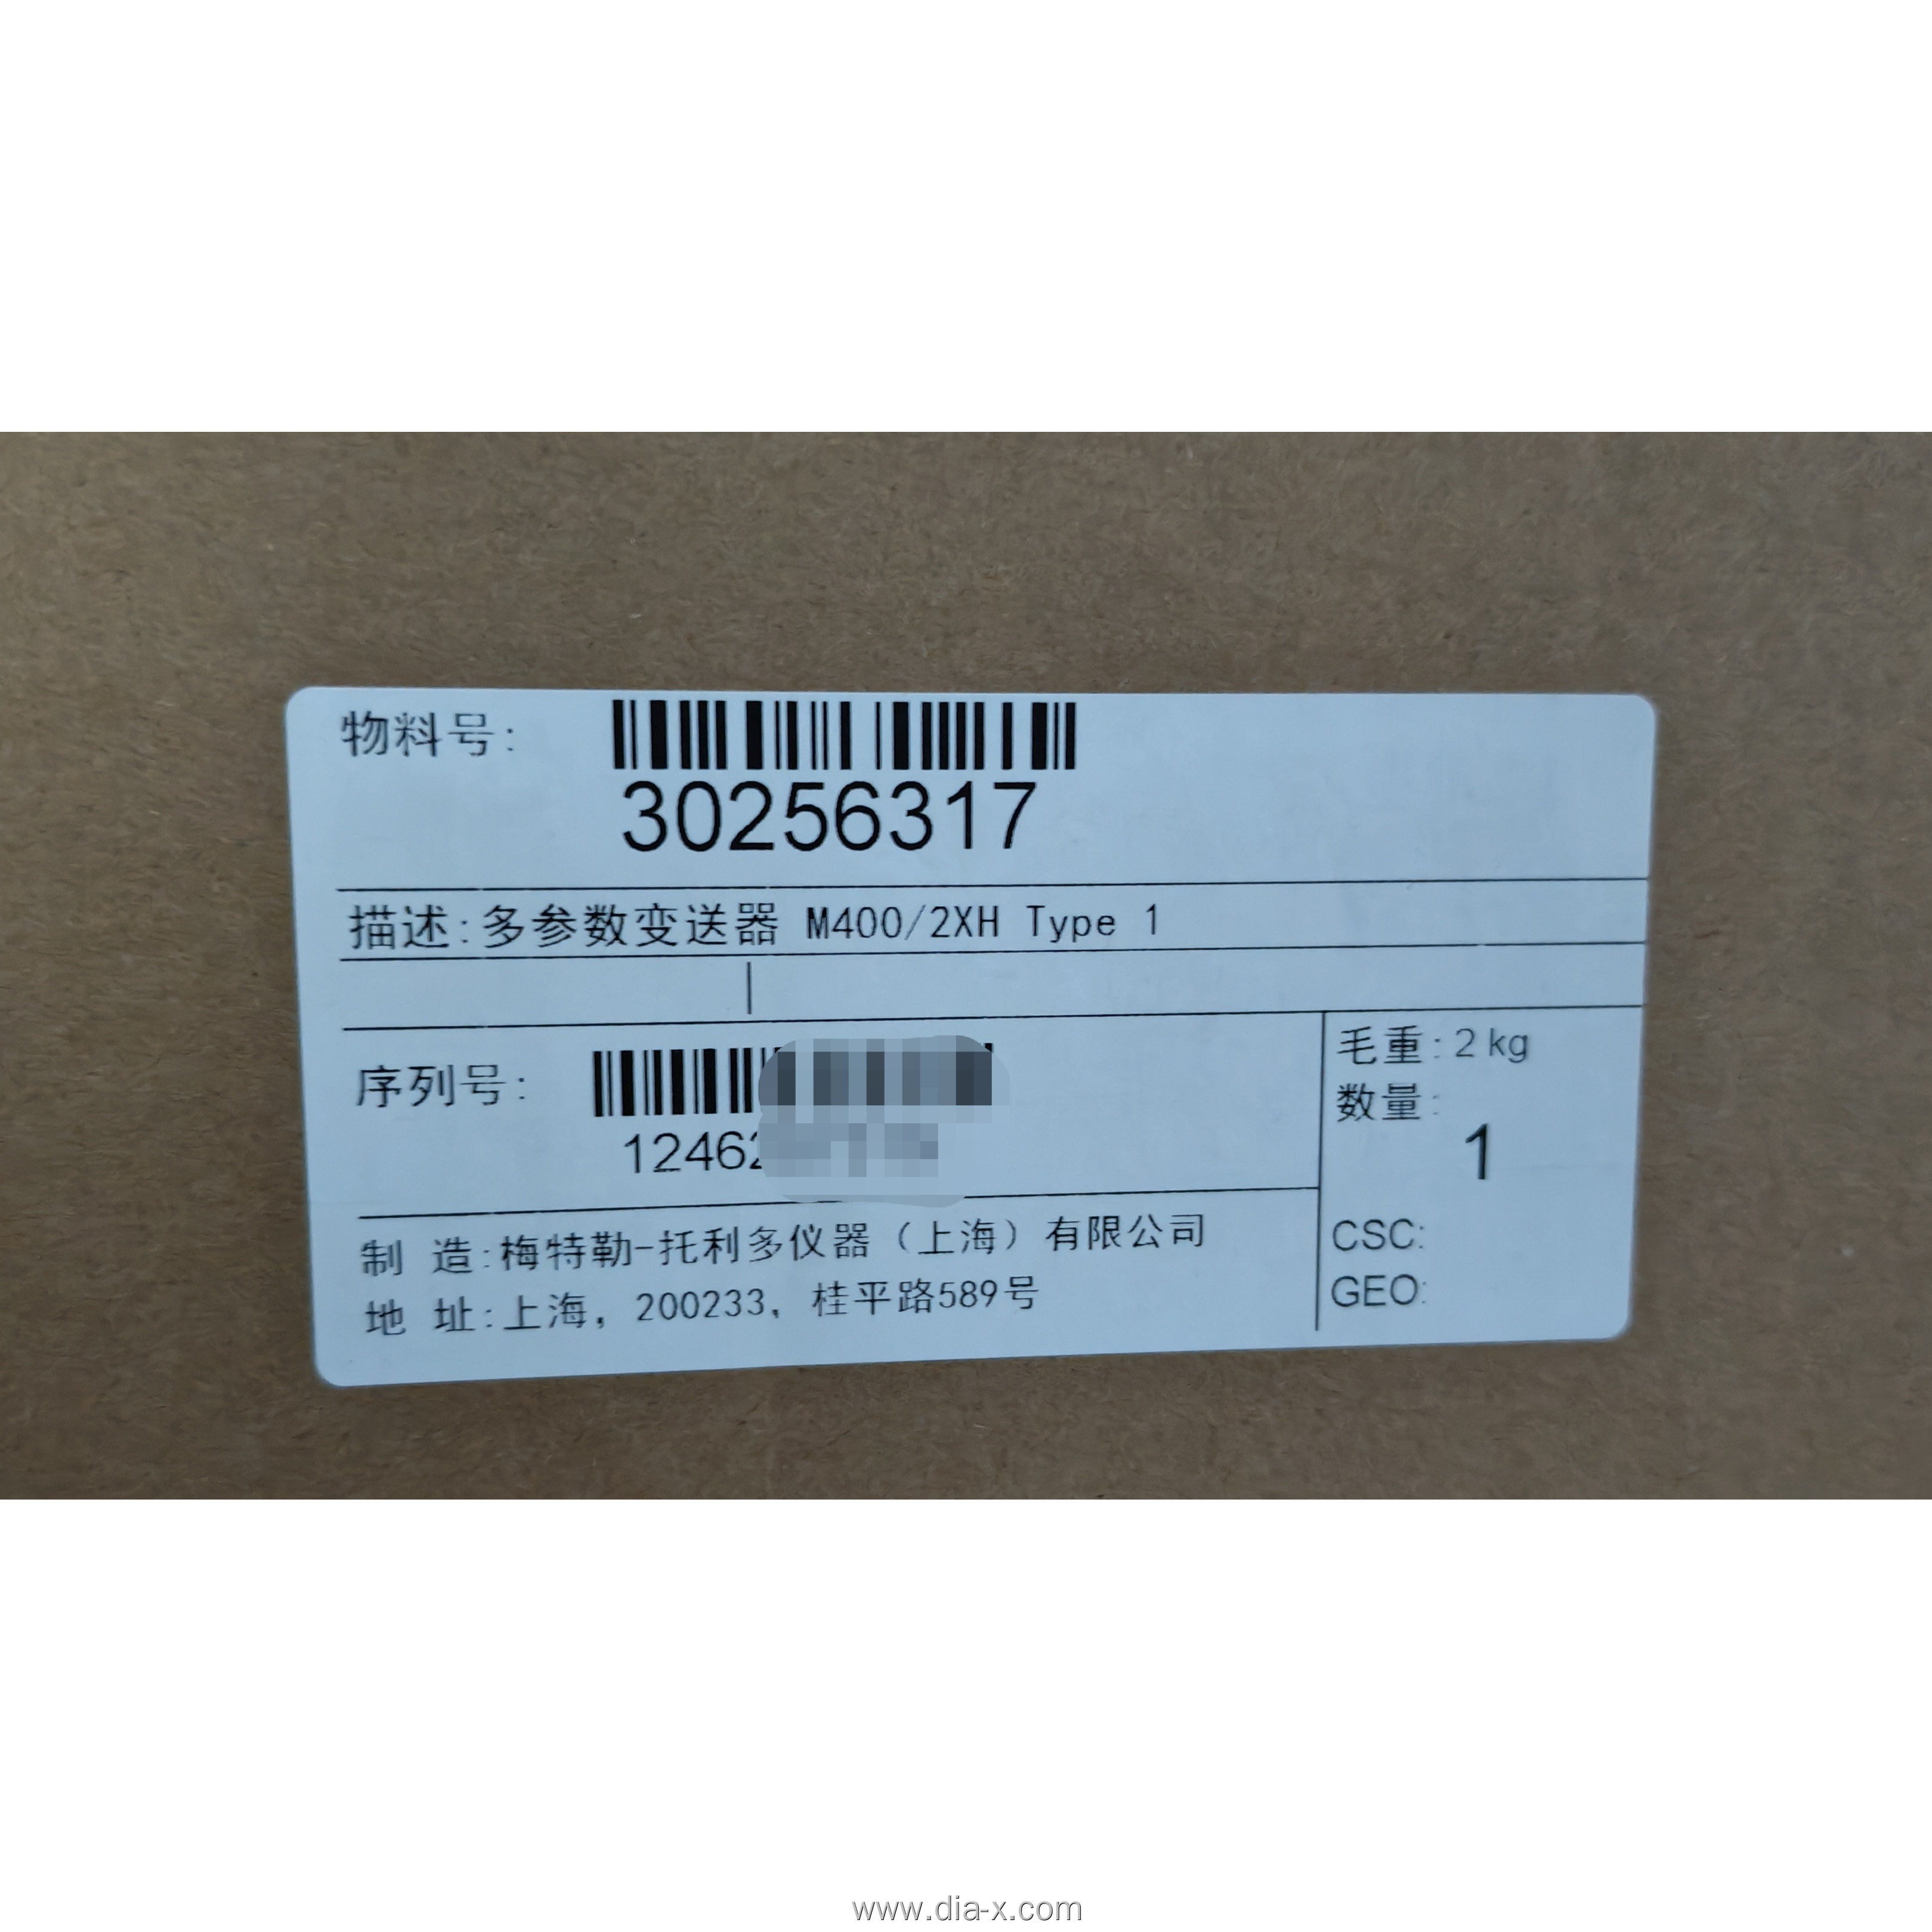 物料号:
30256317
描述:多参数变送器 M400/2XH Type 1
序列号:
12462
毛重: 2 kg
数量:
1
制 造:梅特勒-托利多仪器（上海）有限公司
地 址:上海，200233，桂平路589号
CSC:
GEO:
www.dia-x.com